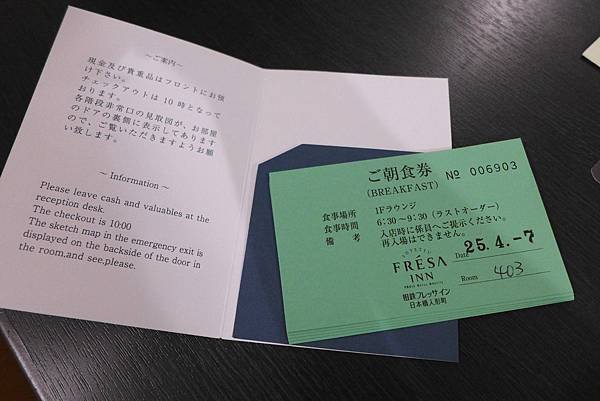 ～ご案内～
現金及び貴重品はフロントにお預
け下さい。
チェックアウトは 10 時となって
おります。
各階段非常口の見取図が、お部屋
のドアの裏側に表示してあります
ので、ご覧いただきますようお願
い致します。
～ Information ～
Please leave cash and valuables at the
reception desk.
The checkout is 10:00
The sketch map in the emergency exit is
displayed on the backside of the door in
the room,and see,please.
ご朝食券 № 006903
(BREAKFAST)
食事場所 1Fラウンジ
食事時間 6:30～9:30（ラストオーダー）
備考 入店時に係員へご提示ください。
再入場はできません。
Date 25.4.-7
SOTETSU
FRÉSA
INN
Room 403
相鉄フレッサイン
日本橋人形町